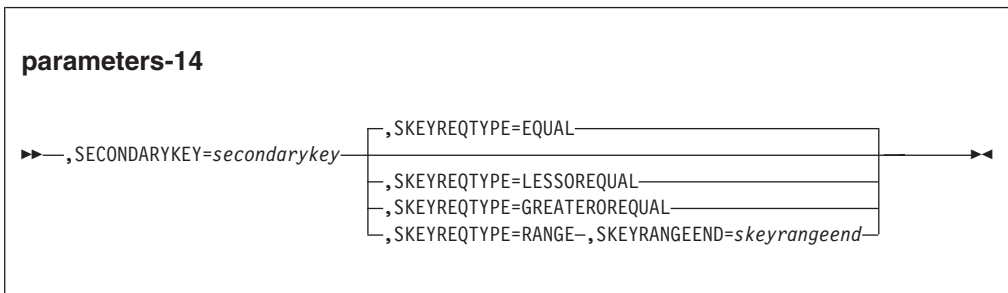 parameters-14
,SKEYREQTYPE=EQUAL
,SECONDARYKEY=secondarykey
,SKEYREQTYPE=LESSOREQUAL
,SKEYREQTYPE=GREATEROREQUAL
,SKEYREQTYPE=RANGE ,SKEYRANGEEND=skeyrangeend